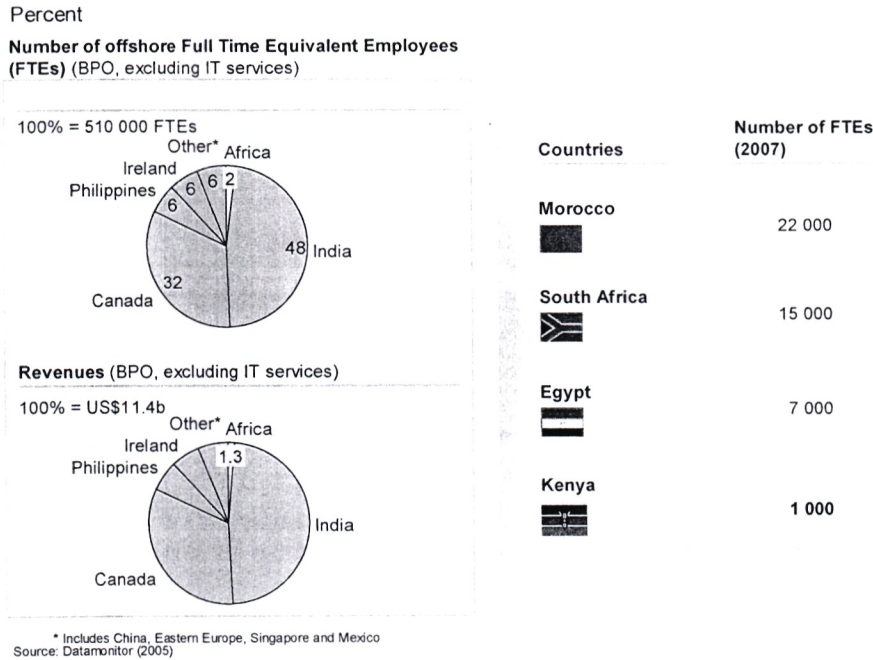 Percent
Number of offshore Full Time Equivalent Employees
(FTEs) (BPO, excluding IT services)
100% = 510 000 FTEs
Other* Africa
Ireland
Philippines
6 6 6 2
48 India
32
Canada
Revenues (BPO, excluding IT services)
100% = US$11.4b
Other* Africa
Ireland
1.3
Philippines
India
Canada
* Includes China, Eastern Europe, Singapore and Mexico
Source: Datamonitor (2005)
Countries
Number of FTEs
(2007)
Morocco
22 000
South Africa
15 000
Egypt
7 000
Kenya
1 000